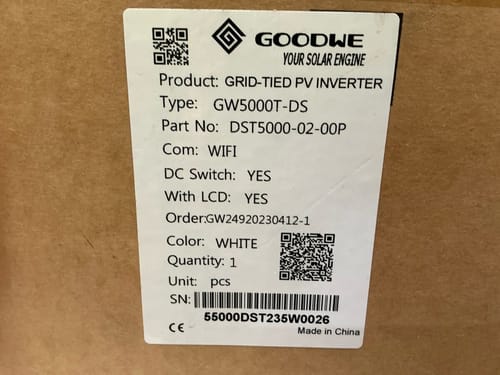 GOODWE
YOUR SOLAR ENGINE
Product: GRID-TIED PV INVERTER
Type: GW5000T-DS
Part No: DST5000-02-00P
Com: WIFI
DC Switch: YES
With LCD: YES
Order:GW24920230412-1
Color: WHITE
Quantity: 1
Unit: pcs
SN:
55000DST235W0026
CE Made in China